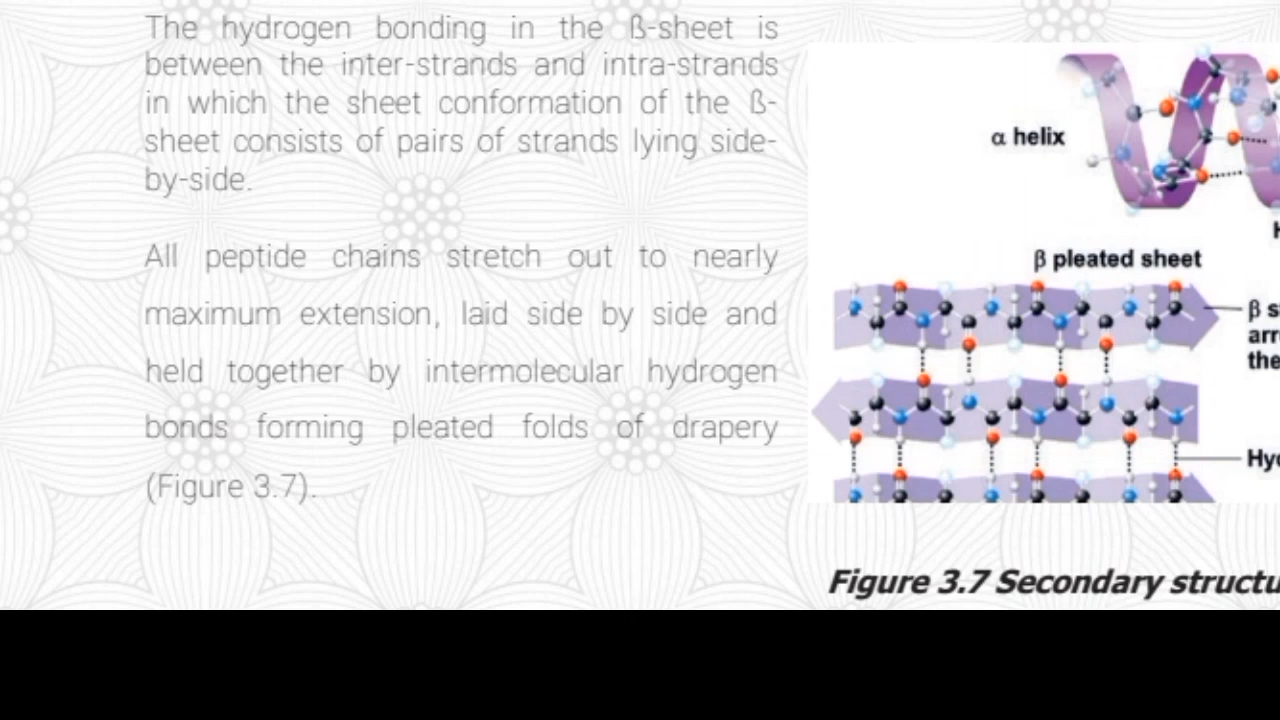 The hydrogen bonding in the ß-sheet is
between the inter-strands and intra-strands
in which the sheet conformation of the ß-
sheet consists of pairs of strands lying side-
by-side.
All peptide chains stretch out to nearly
maximum extension, laid side by side and
held together by intermolecular hydrogen
bonds forming pleated folds of drapery
(Figure 3.7).
α helix
H
β pleated sheet
β s
arr
the
Hyd
Figure 3.7 Secondary structu